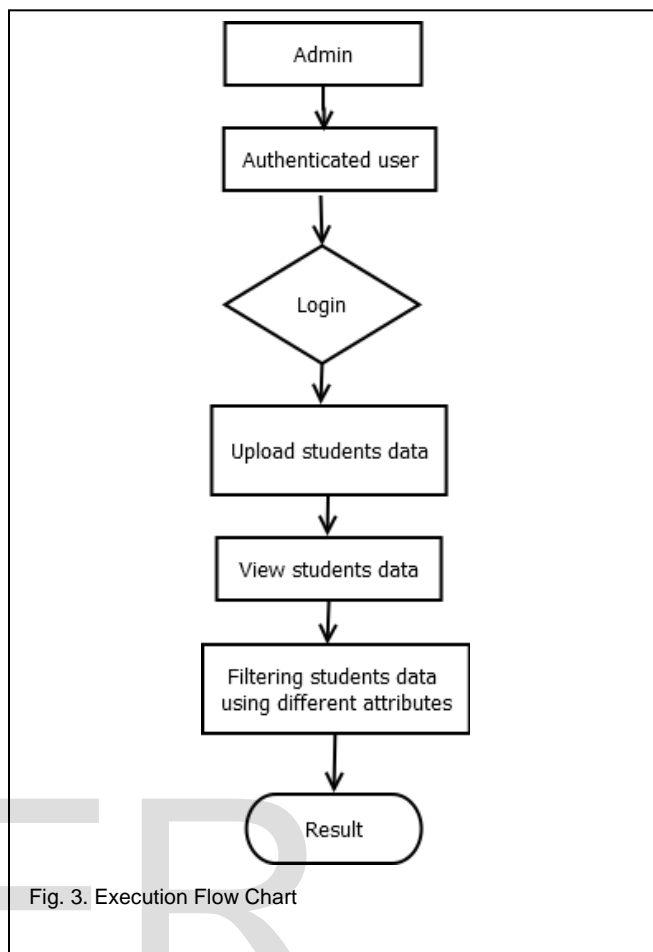 Admin
Authenticated user
Login
Upload students data
View students data
Filtering students data
using different attributes
Result
ER
Fig. 3. Execution Flow Chart